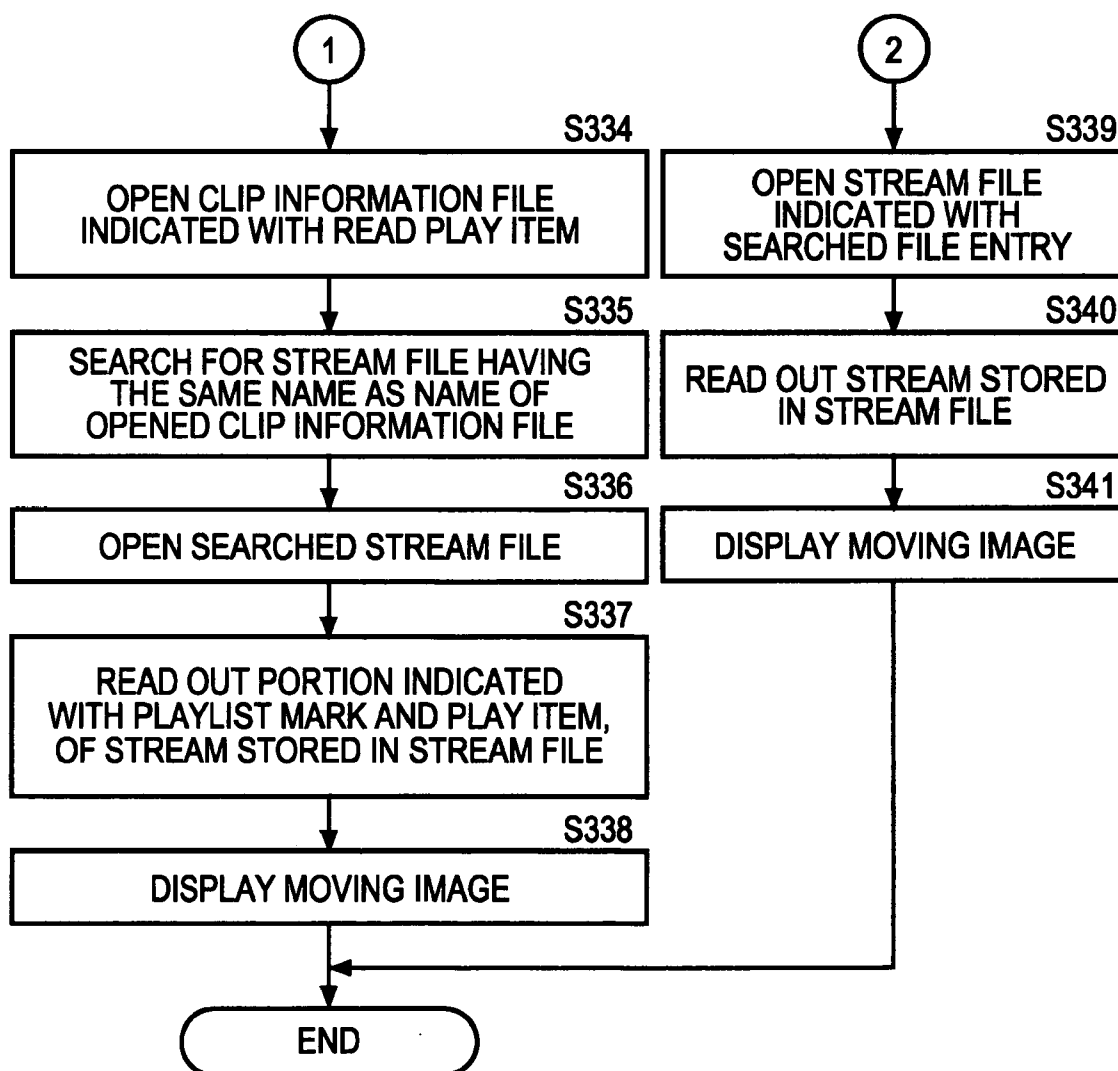 1
S334
OPEN CLIP INFORMATION FILE
INDICATED WITH READ PLAY ITEM
S335
SEARCH FOR STREAM FILE HAVING
THE SAME NAME AS NAME OF
OPENED CLIP INFORMATION FILE
S336
OPEN SEARCHED STREAM FILE
S337
READ OUT PORTION INDICATED
WITH PLAYLIST MARK AND PLAY ITEM,
OF STREAM STORED IN STREAM FILE
S338
DISPLAY MOVING IMAGE
END
2
S339
OPEN STREAM FILE
INDICATED WITH
SEARCHED FILE ENTRY
S340
READ OUT STREAM STORED
IN STREAM FILE
S341
DISPLAY MOVING IMAGE